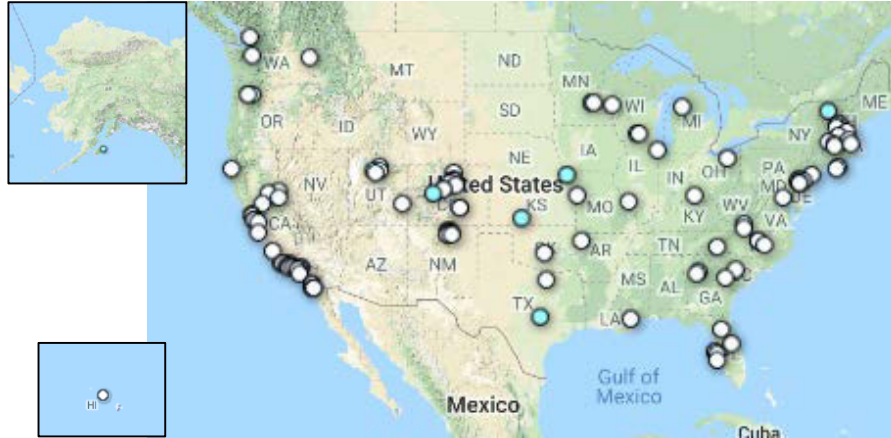 WA
MT
ND
MN
ME
OR
ID
SD
WI
MI
NY
WY
NE
IA
PA
NV
UT
United States
IL
IN
OH
MD
DE
CA
KS
MO
KY
WV
VA
AZ
NM
AR
TN
TX
MS
AL
GA
LA
HI
Gulf of
Mexico
Mexico
Cuba